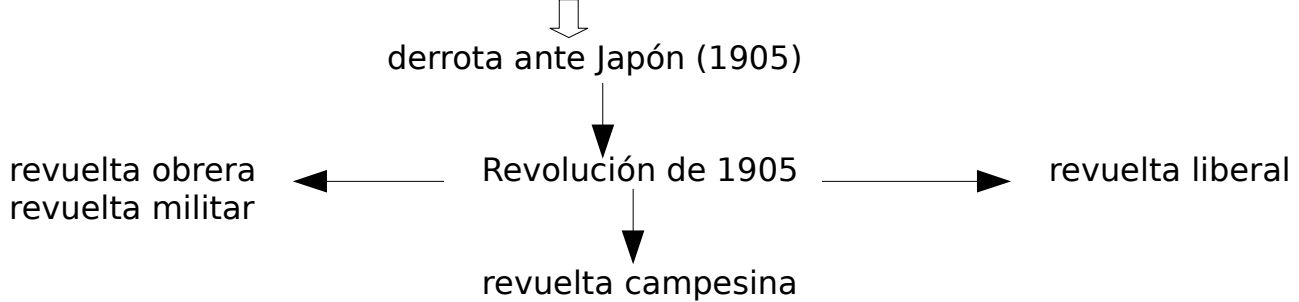 derrota ante Japón (1905)
revuelta obrera
revuelta militar
Revolución de 1905
revuelta liberal
revuelta campesina